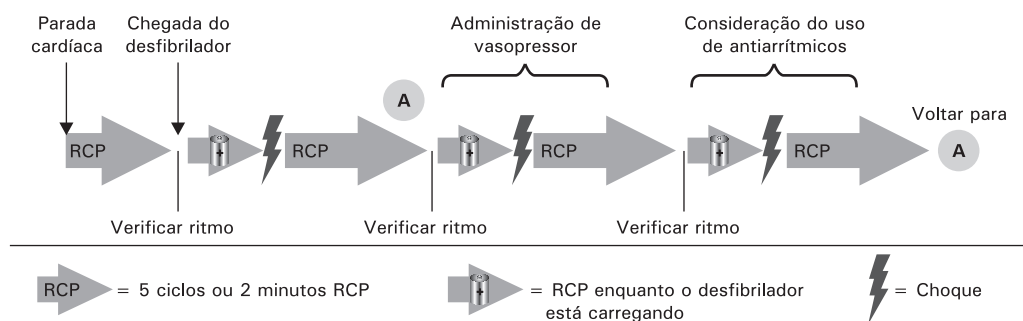 Parada
cardíaca
Chegada do
desfibrilador
Administração de
vasopressor
Consideração do uso
de antiarrítmicos
A
Voltar para
A
RCP
RCP
RCP
RCP
Verificar ritmo
Verificar ritmo
Verificar ritmo
RCP = 5 ciclos ou 2 minutos RCP
= RCP enquanto o desfibrilador
está carregando
= Choque